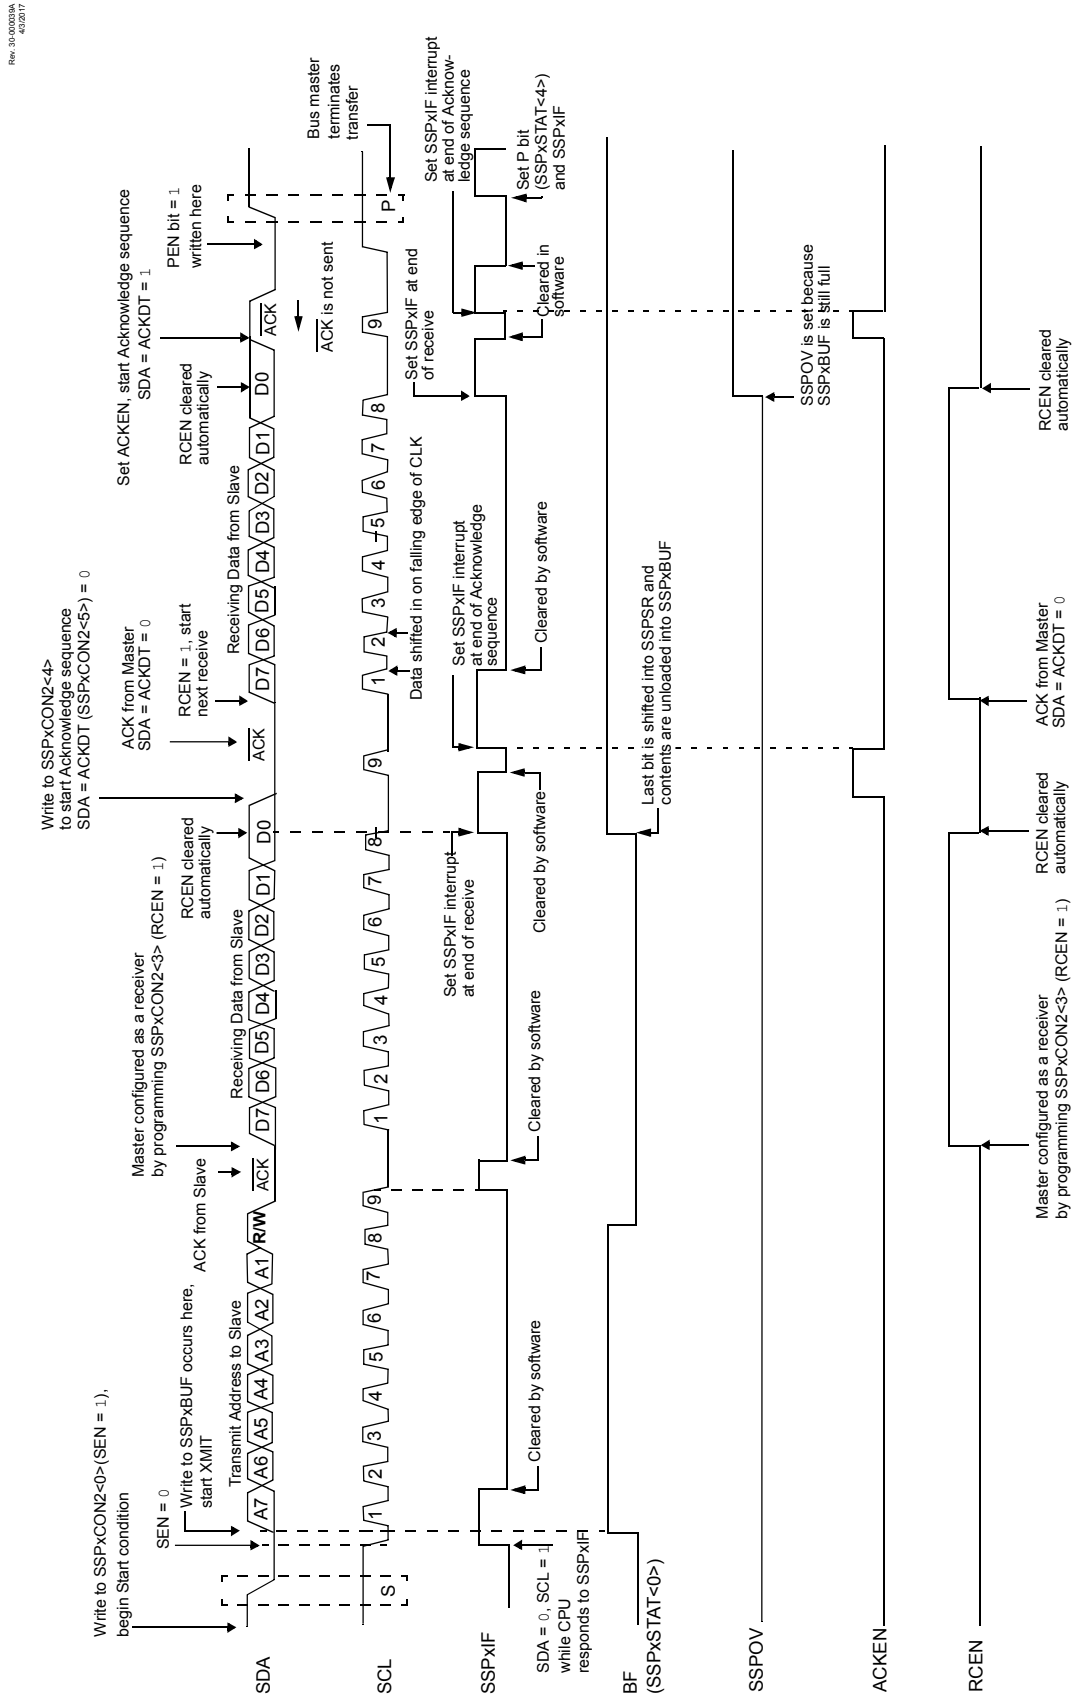 Rev. 30-000039A
4/3/2017
Write to SSPxCON2<0>(SEN = 1),
begin Start condition
SEN = 0
Write to SSPxBUF occurs here,
start XMIT
ACK from Slave
Master configured as a receiver
by programming SSPxCON2<3> (RCEN = 1)
Write to SSPxCON2<4>
to start Acknowledge sequence
SDA = ACKDT (SSPxCON2<5>) = 0
RCEN cleared
automatically
ACK from Master
SDA = ACKDT = 0
RCEN = 1, start
next receive
Set ACKEN, start Acknowledge sequence
SDA = ACKDT = 1
RCEN cleared
automatically
PEN bit = 1
written here
Transmit Address to Slave
Receiving Data from Slave
Receiving Data from Slave
SDA
A7 A6 A5 A4 A3 A2 A1 R/W ACK D7 D6 D5 D4 D3 D2 D1 D0 ACK D7 D6 D5 D4 D3 D2 D1 D0 ACK
ACK is not sent
Bus master
terminates
transfer
SCL
S 1 2 3 4 5 6 7 8 9 1 2 3 4 5 6 7 8 9 1 2 3 4 5 6 7 8 9 P
Data shifted in on falling edge of CLK
Set SSPxIF interrupt
at end of receive
Set SSPxIF interrupt
at end of Acknowledge
sequence
Set SSPxIF at end
of receive
Set SSPxIF interrupt
at end of Acknow-
ledge sequence
SSPxIF
SDA = 0, SCL = 1
while CPU
responds to SSPxIF
Cleared by software
Cleared by software
Cleared by software
Cleared by software
Cleared in
software
Set P bit
(SSPxSTAT<4>)
and SSPxIF
BF
(SSPxSTAT<0>)
Last bit is shifted into SSPSR and
contents are unloaded into SSPxBUF
SSPOV
SSPOV is set because
SSPxBUF is still full
ACKEN
RCEN
Master configured as a receiver
by programming SSPxCON2<3> (RCEN = 1)
RCEN cleared
automatically
ACK from Master
SDA = ACKDT = 0
RCEN cleared
automatically